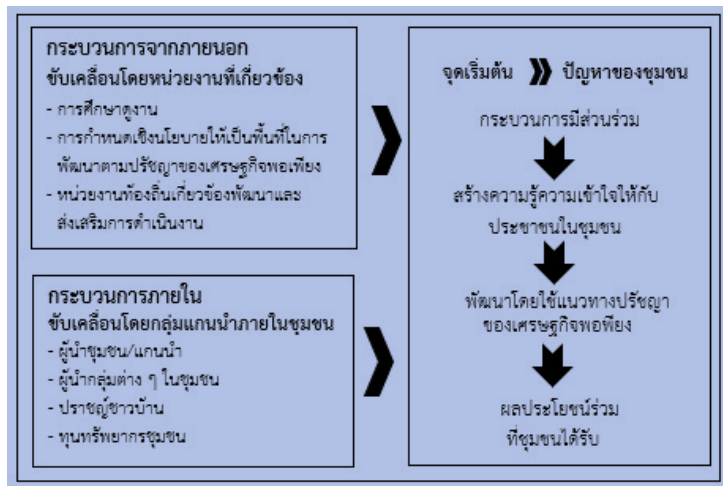 กระบวนการจากภายนอก
ขับเคลื่อนโดยหน่วยงานที่เกี่ยวข้อง
- การศึกษาดูงาน
- การกำหนดเชิงนโยบายให้เป็นพื้นที่ในการ
พัฒนาตามปรัชญาของเศรษฐกิจพอเพียง
- หน่วยงานท้องถิ่นเกี่ยวข้องพัฒนาและ
ส่งเสริมการดำเนินงาน
กระบวนการภายใน
ขับเคลื่อนโดยกลุ่มแกนนำภายในชุมชน
- ผู้นำชุมชน/แกนนำ
- ผู้นำกลุ่มต่าง ๆ ในชุมชน
- ปราชญ์ชาวบ้าน
- ทุนทรัพยากรชุมชน
จุดเริ่มต้น ปัญหาของชุมชน
กระบวนการมีส่วนร่วม
สร้างความรู้ความเข้าใจให้กับ
ประชาชนในชุมชน
พัฒนาโดยใช้แนวทางปรัชญา
ของเศรษฐกิจพอพียง
ผลประโยชน์ร่วม
ที่ชุมชนได้รับ